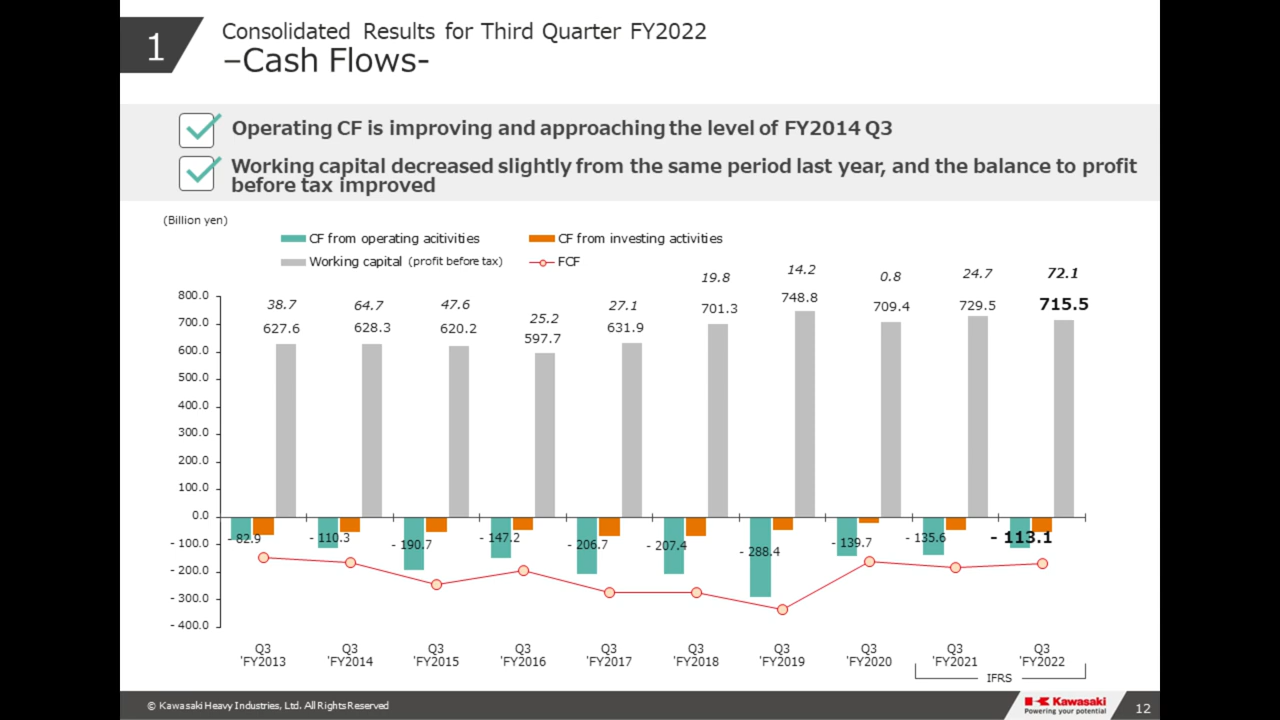 1
Consolidated Results for Third Quarter FY2022
–Cash Flows-
Operating CF is improving and approaching the level of FY2014 Q3
Working capital decreased slightly from the same period last year, and the balance to profit
before tax improved
(Billion yen)
CF from operating acitivities
CF from investing activities
Working capital (profit before tax)
FCF
38.7
64.7
47.6
25.2
27.1
19.8
14.2
0.8
24.7
72.1
627.6
628.3
620.2
597.7
631.9
701.3
748.8
709.4
729.5
715.5
800.0
700.0
600.0
500.0
400.0
300.0
200.0
100.0
0.0
- 100.0
- 200.0
- 300.0
- 400.0
- 82.9
- 110.3
- 190.7
- 147.2
- 206.7
- 207.4
- 288.4
- 139.7
- 135.6
- 113.1
Q3
'FY2013
Q3
'FY2014
Q3
'FY2015
Q3
'FY2016
Q3
'FY2017
Q3
'FY2018
Q3
'FY2019
Q3
'FY2020
Q3
'FY2021
Q3
'FY2022
IFRS
© Kawasaki Heavy Industries, Ltd. All Rights Reserved
Kawasaki
Powering your potential
12